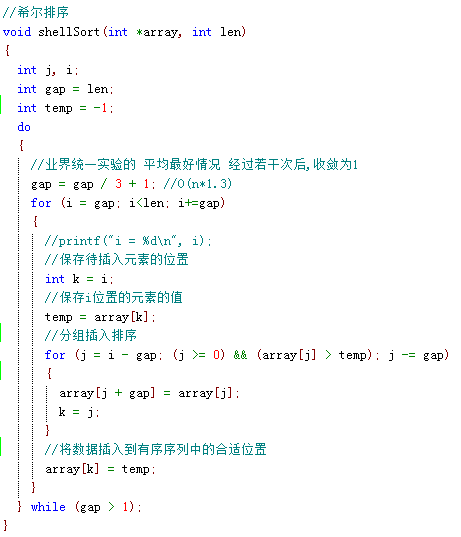 //希尔排序
void shellSort(int *array, int len)
{
int j, i;
int gap = len;
int temp = -1;
do
{
//业界统一实验的 平均最好情况 经过若干次后,收敛为1
gap = gap / 3 + 1; //O(n*1.3)
for (i = gap; i<len; i+=gap)
{
//printf("i = %d\n", i);
//保存待插入元素的位置
int k = i;
//保存i位置的元素的值
temp = array[k];
//分组插入排序
for (j = i - gap; (j >= 0) && (array[j] > temp); j -= gap)
{
array[j + gap] = array[j];
k = j;
}
//将数据插入到有序序列中的合适位置
array[k] = temp;
}
} while (gap > 1);
}